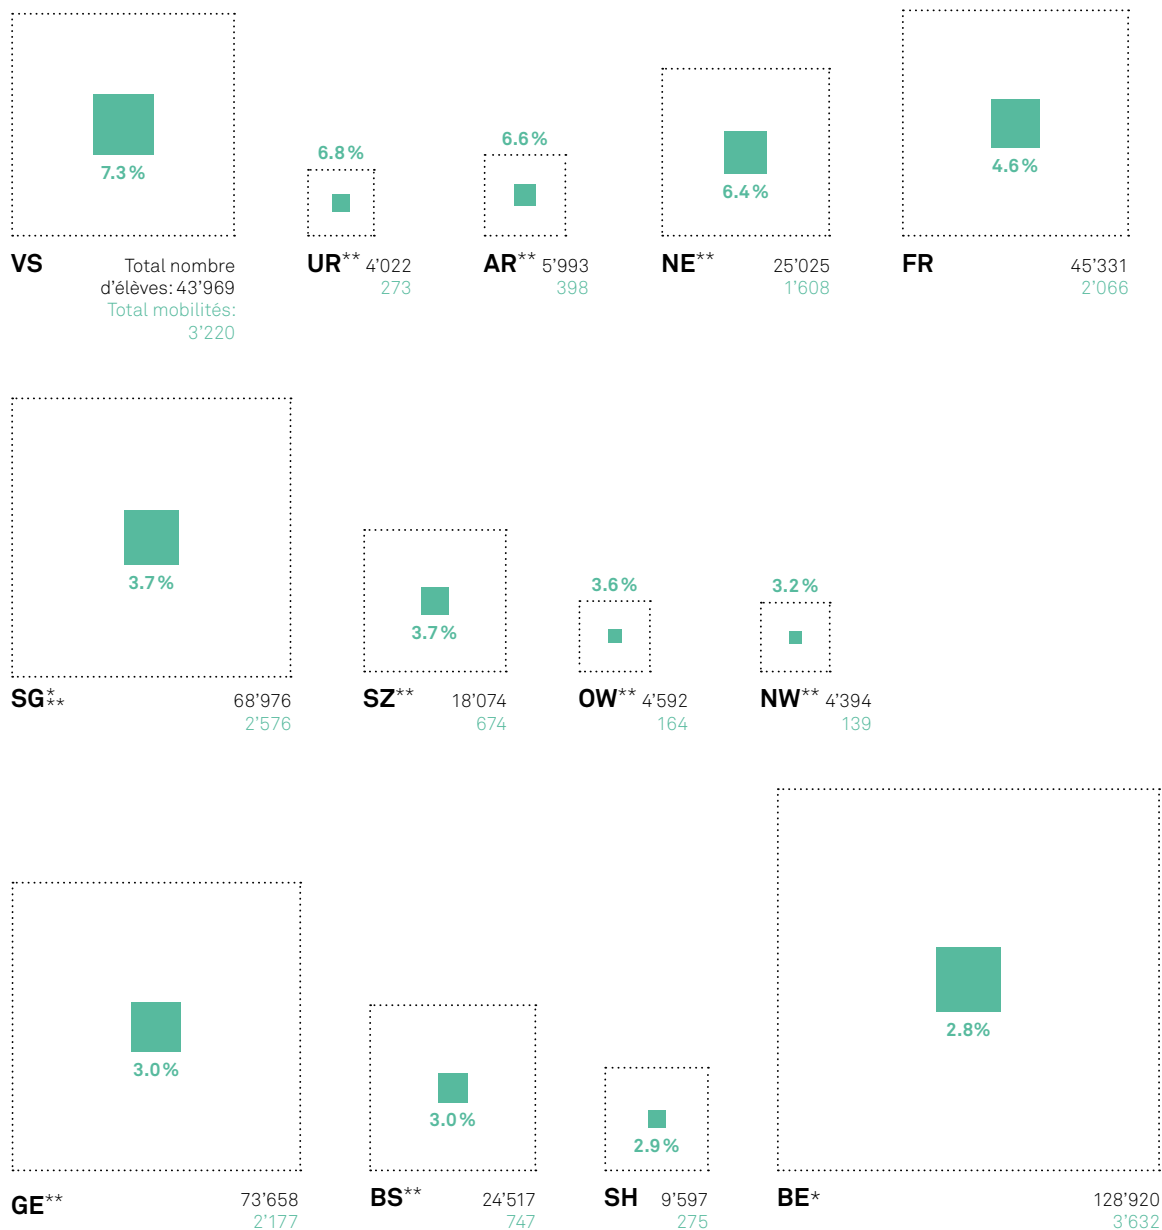 7.3 %
6.8 %
6.6 %
6.4 %
4.6 %
VS Total nombre
d’élèves: 43’969
Total mobilités:
3’220
UR** 4’022
273
AR** 5’993
398
NE** 25’025
1’608
FR 45’331
2’066
3.7 %
3.7 %
3.6 %
3.2 %
SG*** 68’976
2’576
SZ** 18’074
674
OW** 4’592
164
NW** 4’394
139
3.0 %
3.0 %
2.9 %
2.8%
GE** 73’658
2’177
BS** 24’517
747
SH 9’597
275
BE* 128’920
3’632